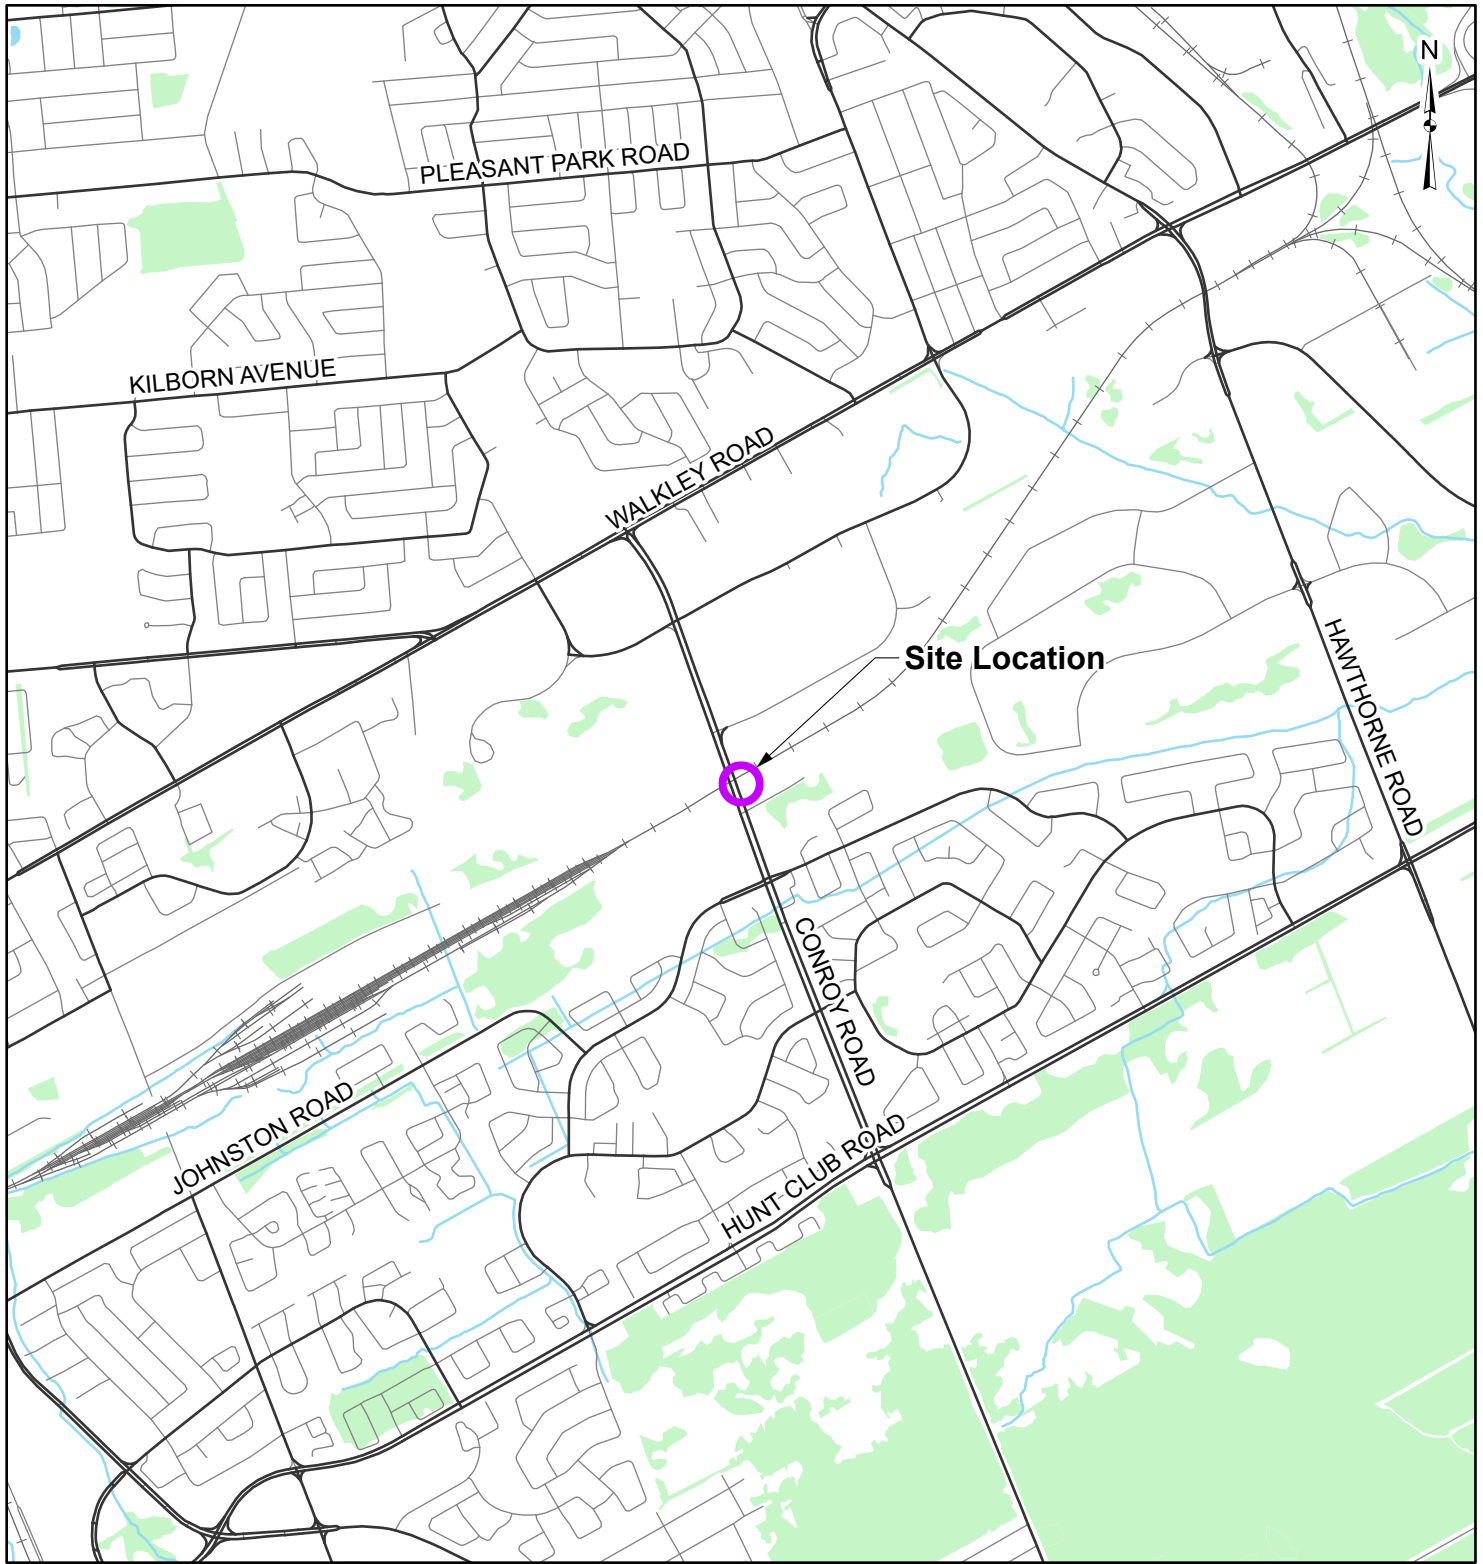 N
PLEASANT PARK ROAD
KILBORN AVENUE
WALKLEY ROAD
Site Location
HAWTHORNE ROAD
CONROY ROAD
JOHNSTON ROAD
HUNT CLUB ROAD